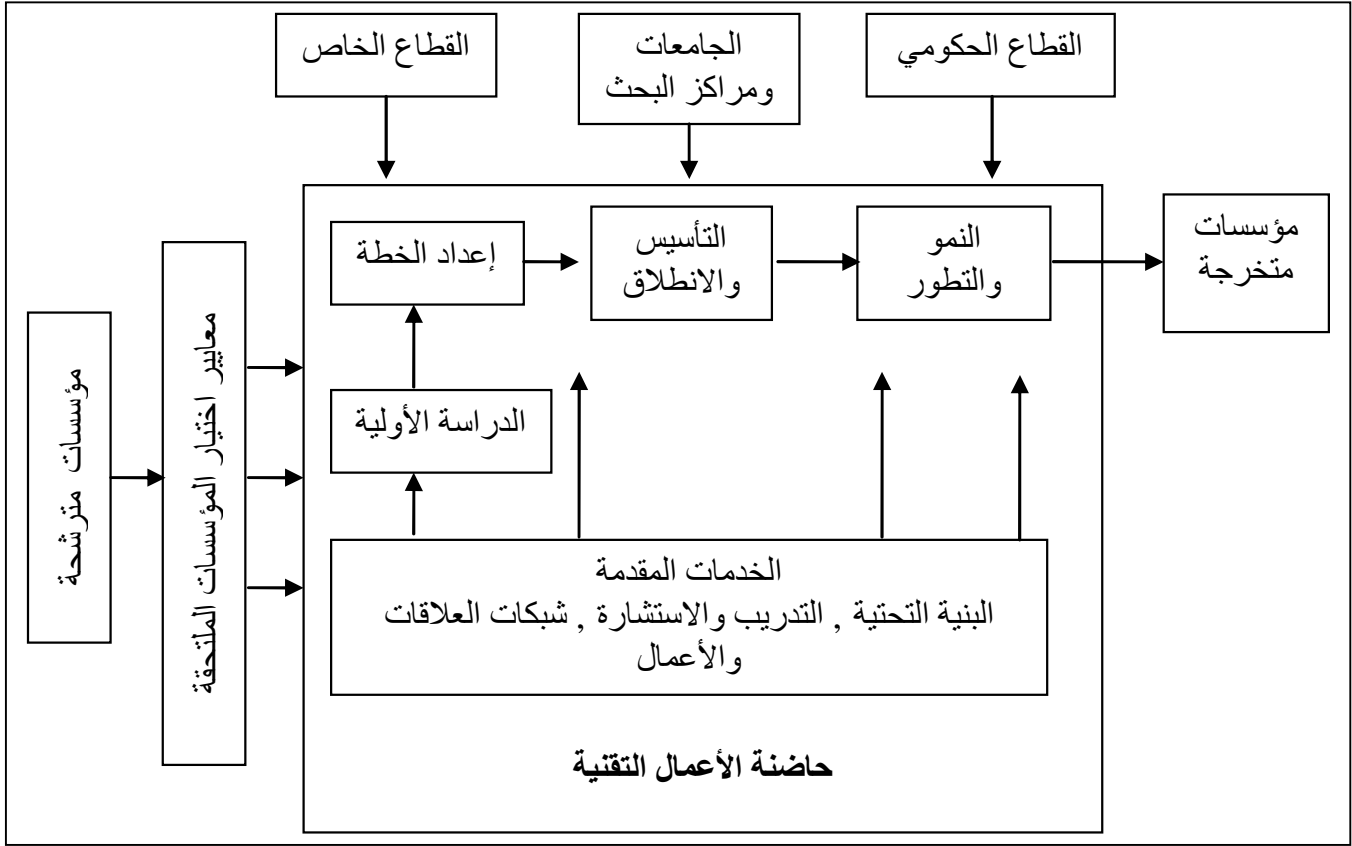 القطاع الحكومي
الجامعات
ومراكز البحث
القطاع الخاص
مؤسسات
متخرجة
النمو
والتطور
التأسيس
والانطلاق
إعداد الخطة
الدراسة الأولية
معايير اختيار المؤسسات الملتحقة
مؤسسات مترشحة
الخدمات المقدمة
البنية التحتية , التدريب والاستشارة , شبكات العلاقات
والأعمال
حاضنة الأعمال التقنية